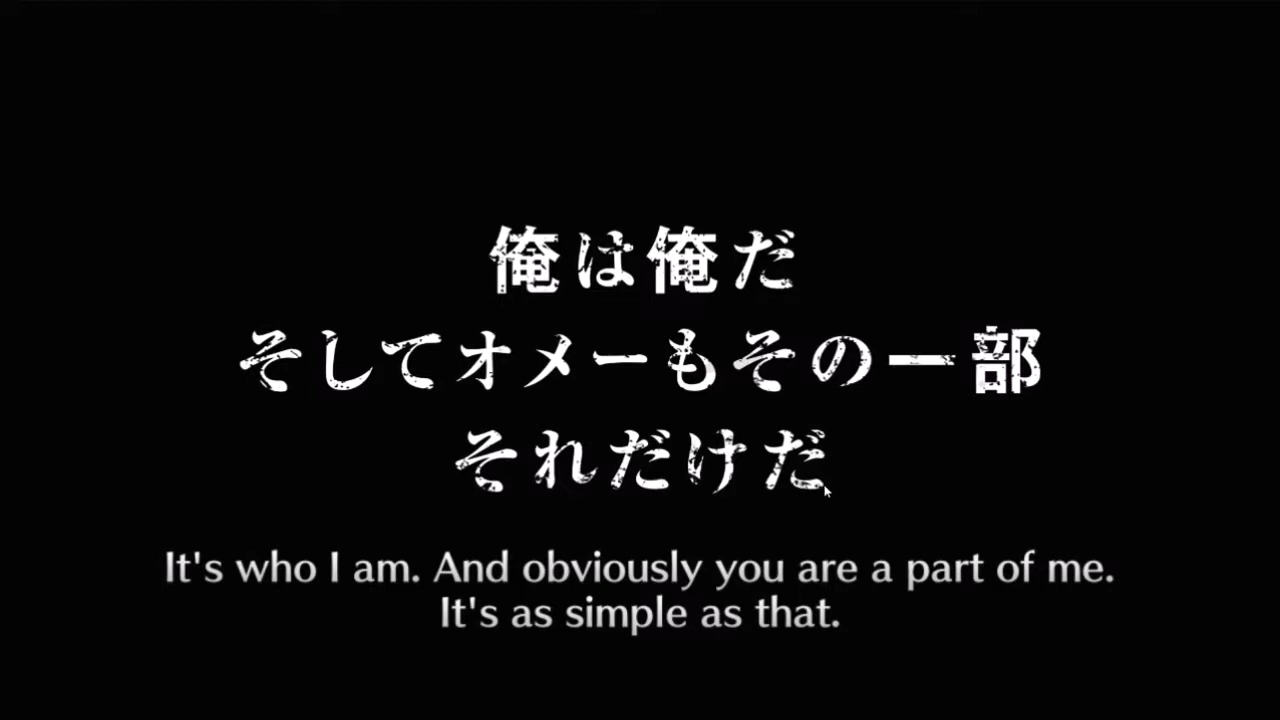 俺は俺だ
そしてオメーもその一部
それだけだ
It's who I am. And obviously you are a part of me.
It's as simple as that.